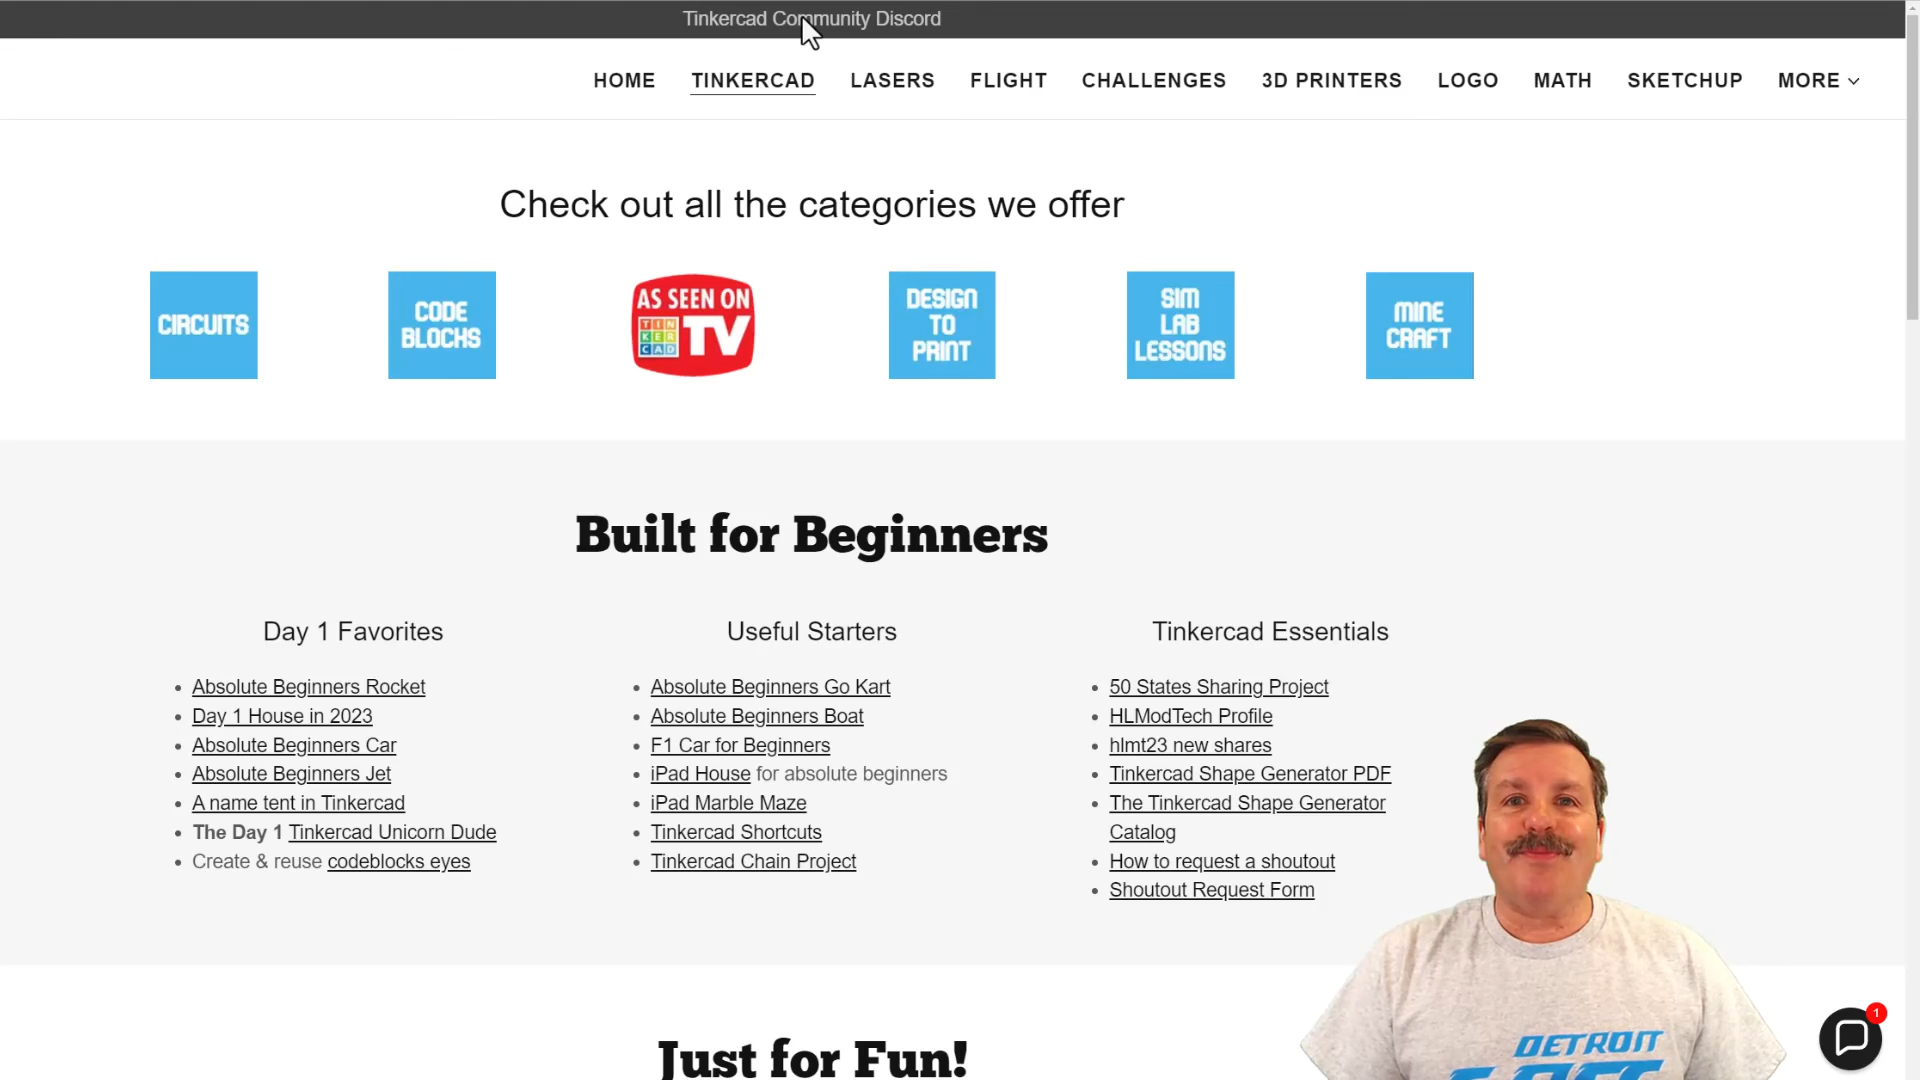 Tinkercad Community Discord
HOME TINKERCAD LASERS FLIGHT CHALLENGES 3D PRINTERS LOGO MATH SKETCHUP MORE
Check out all the categories we offer
CIRCUITS
CODE
BLOCKS
AS SEEN ON
TIN
KER
CAD
TV
DESIGN
TO
PRINT
SIM
LAB
LESSONS
MINE
CRAFT
Built for Beginners
Day 1 Favorites
Absolute Beginners Rocket
Day 1 House in 2023
Absolute Beginners Car
Absolute Beginners Jet
A name tent in Tinkercad
The Day 1 Tinkercad Unicorn Dude
Create & reuse codeblocks eyes
Useful Starters
Absolute Beginners Go Kart
Absolute Beginners Boat
F1 Car for Beginners
iPad House for absolute beginners
iPad Marble Maze
Tinkercad Shortcuts
Tinkercad Chain Project
Tinkercad Essentials
50 States Sharing Project
HLModTech Profile
hlmt23 new shares
Tinkercad Shape Generator PDF
The Tinkercad Shape Generator
Catalog
How to request a shoutout
Shoutout Request Form
Just for Fun!
DETROIT
1